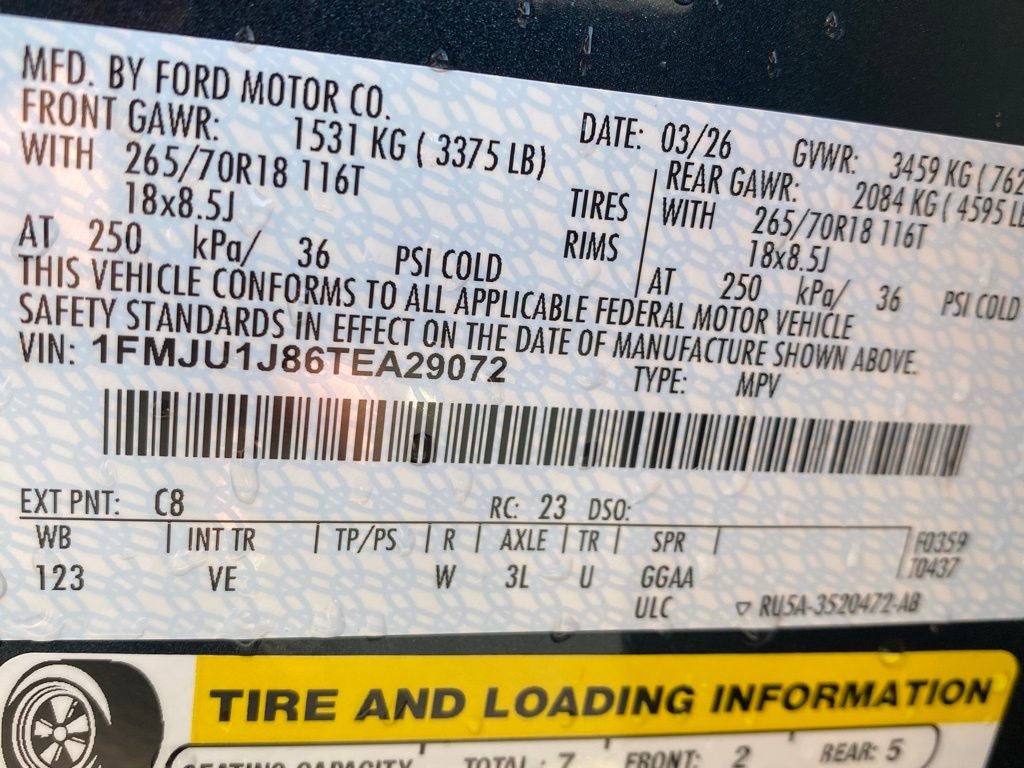 MFD. BY FORD MOTOR CO.
DATE: 03/26 GVWR: 3459 KG (762
FRONT GAWR: 1531 KG ( 3375 LB) REAR GAWR: 2084 KG ( 4595 LB
WITH 265/70R18 116T TIRES WITH 265/70R18 116T
18x8.5J RIMS 18x8.5J
AT 250 kPa/ 36 PSI COLD AT 250 kPa/ 36 PSI COLD
THIS VEHICLE CONFORMS TO ALL APPLICABLE FEDERAL MOTOR VEHICLE
SAFETY STANDARDS IN EFFECT ON THE DATE OF MANUFACTURE SHOWN ABOVE.
VIN: 1FMJU1J86TEA29072 TYPE: MPV
EXT PNT: C8 RC: 23 DSO:
WB INT TR TP/PS R AXLE TR SPR F0359
123 VE W 3L U GGAA T0437
ULC RU5A-3520472-AB
TIRE AND LOADING INFORMATION
SEATING CAPACITY TOTAL : 7 FRONT: 2 REAR: 5